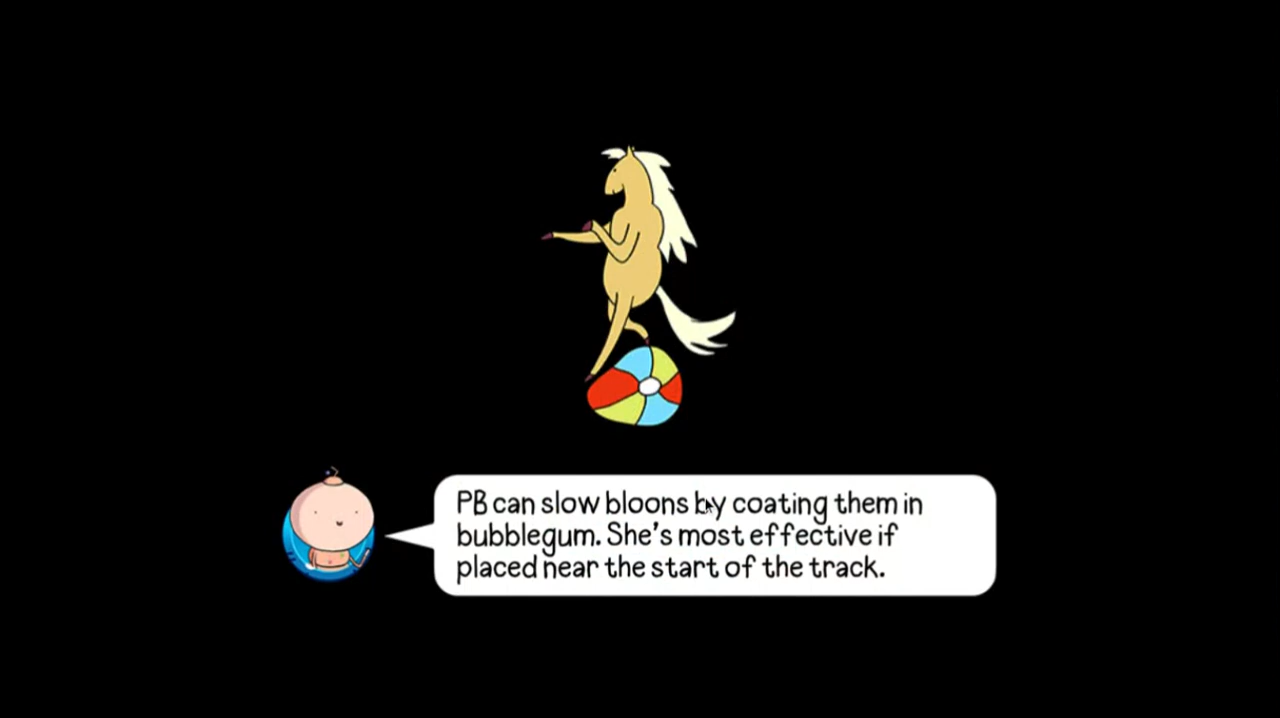 PB can slow bloons by coating them in
bubblegum. She's most effective if
placed near the start of the track.